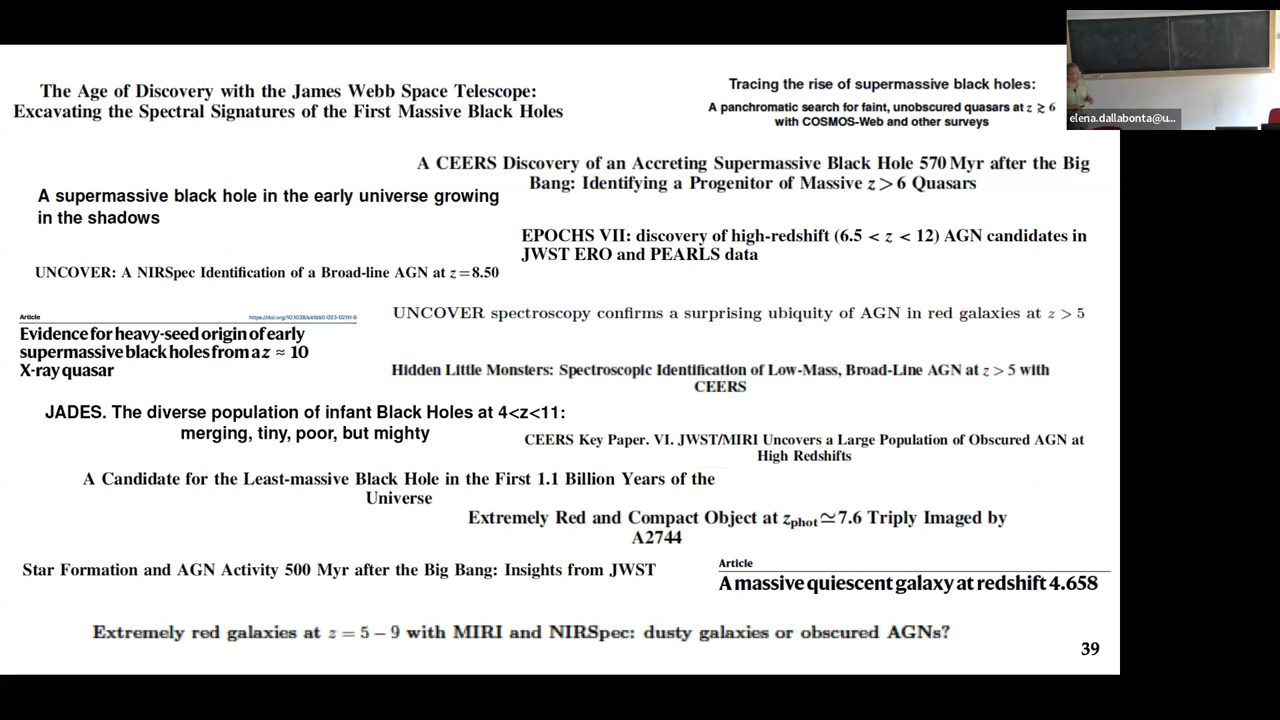 The Age of Discovery with the James Webb Space Telescope:
Excavating the Spectral Signatures of the First Massive Black Holes
Tracing the rise of supermassive black holes:
A panchromatic search for faint, unobscured quasars at z ≳ 6
with COSMOS-Web and other surveys
elena.dallabonta@u...
A CEERS Discovery of an Accreting Supermassive Black Hole 570 Myr after the Big
Bang: Identifying a Progenitor of Massive z > 6 Quasars
A supermassive black hole in the early universe growing
in the shadows
EPOCHS VII: discovery of high-redshift (6.5 < z < 12) AGN candidates in
JWST ERO and PEARLS data
UNCOVER: A NIRSpec Identification of a Broad-line AGN at z = 8.50
Article https://doi.org/10.1038/s41550-023-02111-9
Evidence for heavy-seed origin of early
supermassive black holes from a z ≈ 10
X-ray quasar
UNCOVER spectroscopy confirms a surprising ubiquity of AGN in red galaxies at z > 5
Hidden Little Monsters: Spectroscopic Identification of Low-Mass, Broad-Line AGN at z > 5 with
CEERS
JADES. The diverse population of infant Black Holes at 4<z<11:
merging, tiny, poor, but mighty
CEERS Key Paper. VI. JWST/MIRI Uncovers a Large Population of Obscured AGN at
High Redshifts
A Candidate for the Least-massive Black Hole in the First 1.1 Billion Years of the
Universe
Extremely Red and Compact Object at zphot ≃ 7.6 Triply Imaged by
A2744
Star Formation and AGN Activity 500 Myr after the Big Bang: Insights from JWST
Article
A massive quiescent galaxy at redshift 4.658
Extremely red galaxies at z = 5 − 9 with MIRI and NIRSpec: dusty galaxies or obscured AGNs?
39